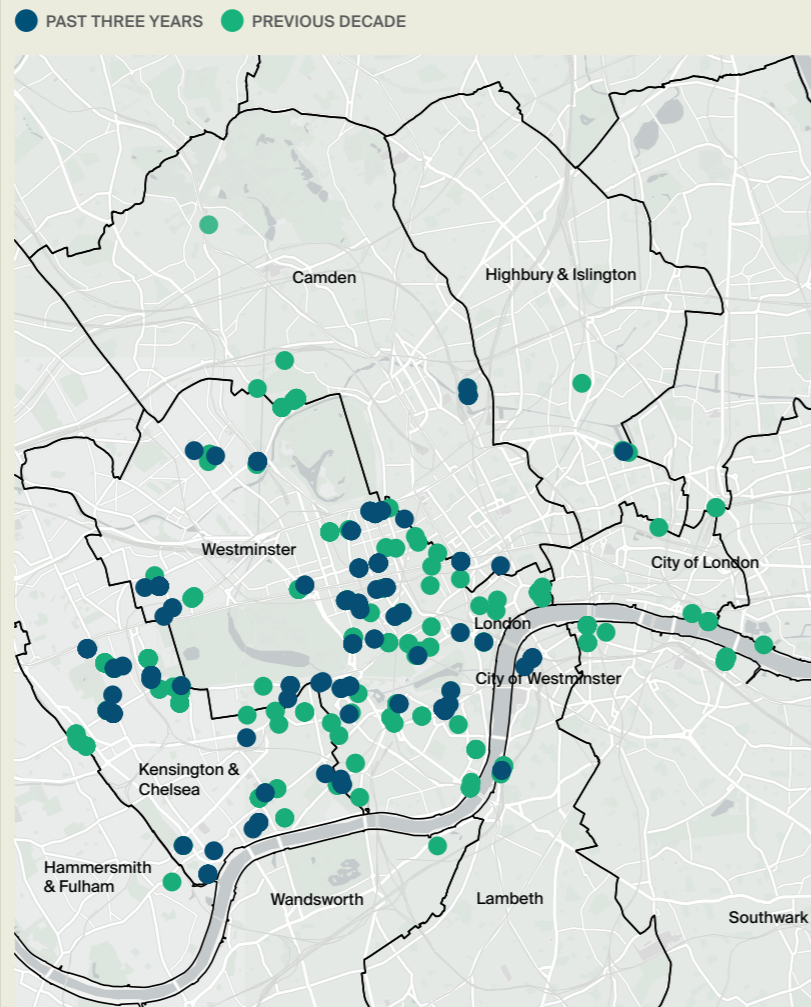 PAST THREE YEARS PREVIOUS DECADE
Camden
Highbury & Islington
Westminster
City of London
London
City of Westminster
Kensington &
Chelsea
Hammersmith
& Fulham
Wandsworth
Lambeth
Southwark